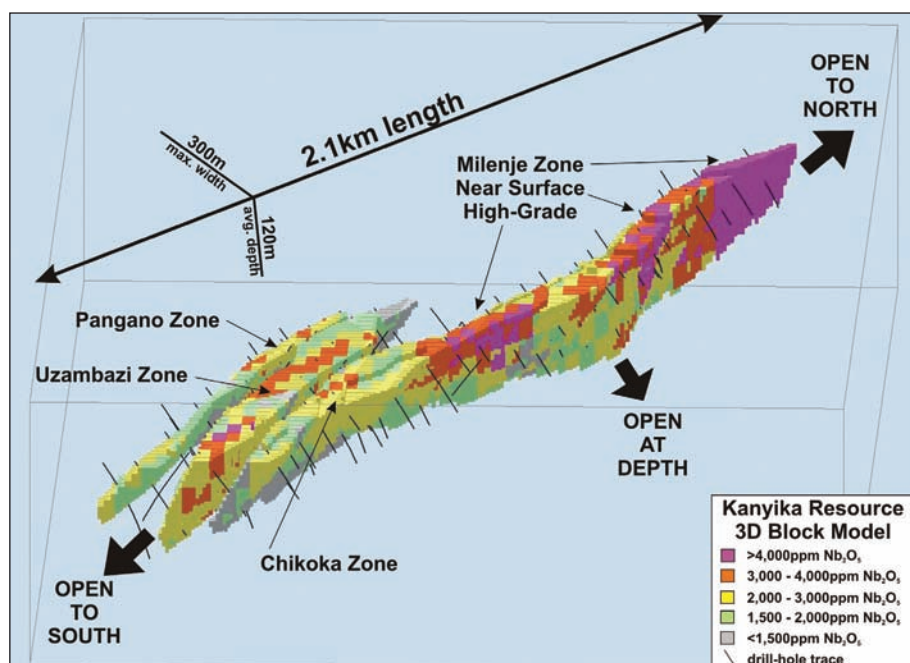 OPEN
TO
NORTH
2.1km length
300m
max. width
120m
avg. depth
Milenje Zone
Near Surface
High-Grade
Pangano Zone
Uzambazi Zone
OPEN
AT
DEPTH
Chikoka Zone
OPEN
TO
SOUTH
Kanyika Resource
3D Block Model
>4,000ppm Nb₂O₅
3,000 - 4,000ppm Nb₂O₅
2,000 - 3,000ppm Nb₂O₅
1,500 - 2,000ppm Nb₂O₅
<1,500ppm Nb₂O₅
drill-hole trace